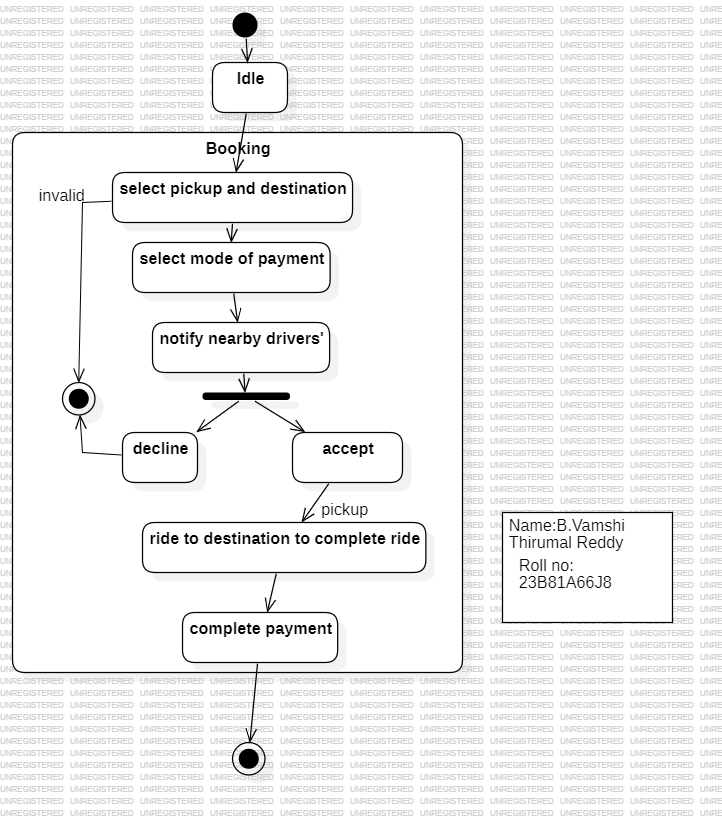 Idle
Booking
select pickup and destination
invalid
select mode of payment
notify nearby drivers'
decline
accept
pickup
ride to destination to complete ride
complete payment
Name:B.Vamshi
Thirumal Reddy
Roll no:
23B81A66J8
UNREGISTERED